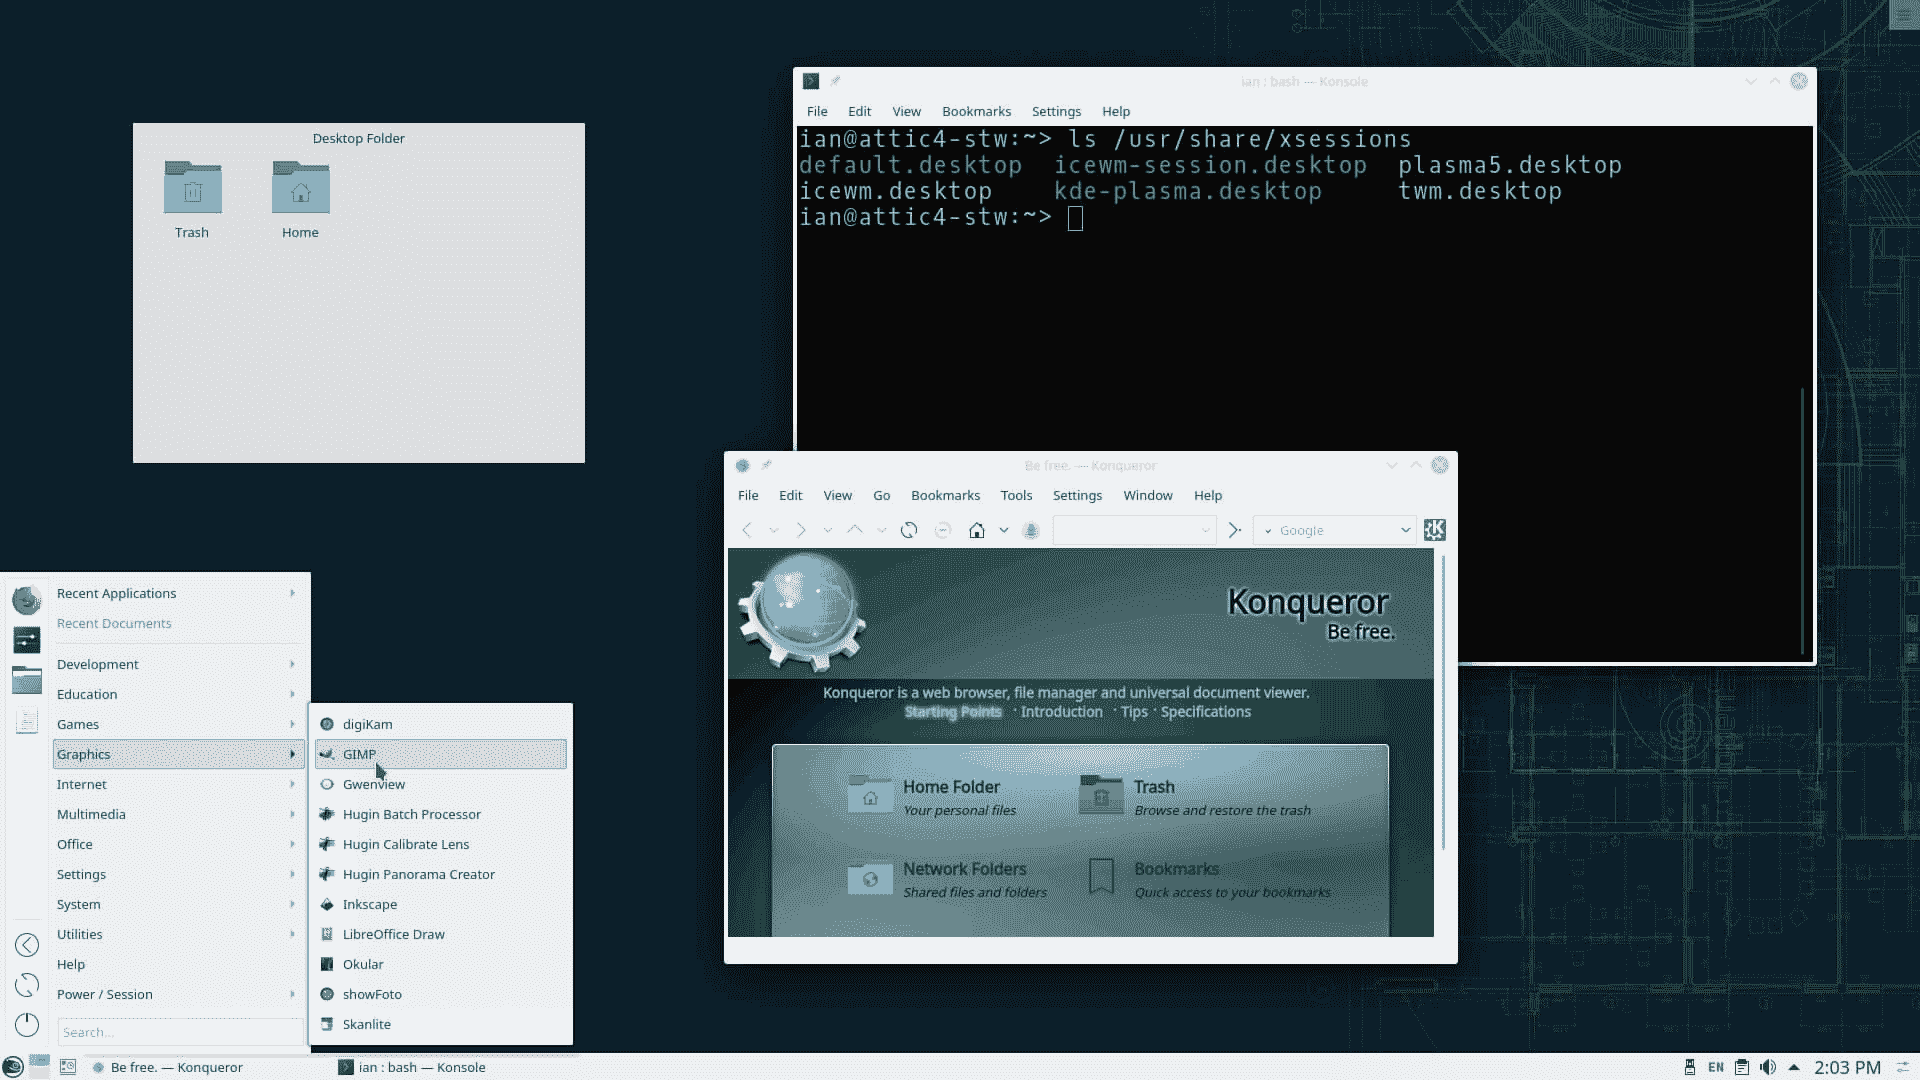 Desktop Folder
Trash
Home
ian : bash — Konsole
File Edit View Bookmarks Settings Help
ian@attic4-stw:~> ls /usr/share/xsessions
default.desktop icewm-session.desktop plasma5.desktop
icewm.desktop kde-plasma.desktop twm.desktop
ian@attic4-stw:~>
Be free. — Konqueror
File Edit View Go Bookmarks Tools Settings Window Help
Google
Konqueror
Be free.
Konqueror is a web browser, file manager and universal document viewer.
Starting Points · Introduction · Tips · Specifications
Home Folder
Your personal files
Trash
Browse and restore the trash
Network Folders
Shared files and folders
Bookmarks
Quick access to your bookmarks
Recent Applications
Recent Documents
Development
Education
Games
Graphics
Internet
Multimedia
Office
Settings
System
Utilities
Help
Power / Session
Search...
digiKam
GIMP
Gwenview
Hugin Batch Processor
Hugin Calibrate Lens
Hugin Panorama Creator
Inkscape
LibreOffice Draw
Okular
showFoto
Skanlite
Be free. — Konqueror
ian : bash — Konsole
EN
2:03 PM